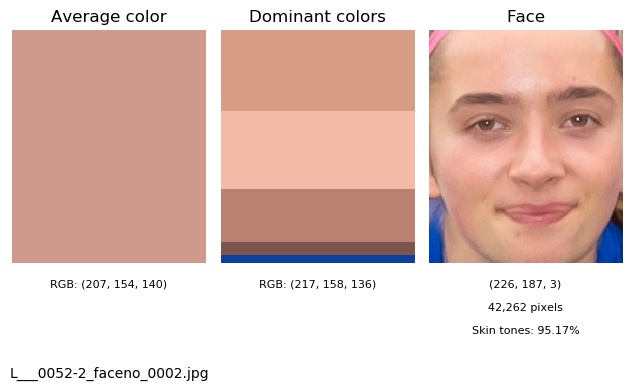 Average color
Dominant colors
Face
RGB: (207, 154, 140)
RGB: (217, 158, 136)
(226, 187, 3)
42,262 pixels
Skin tones: 95.17%
L___0052-2_faceno_0002.jpg